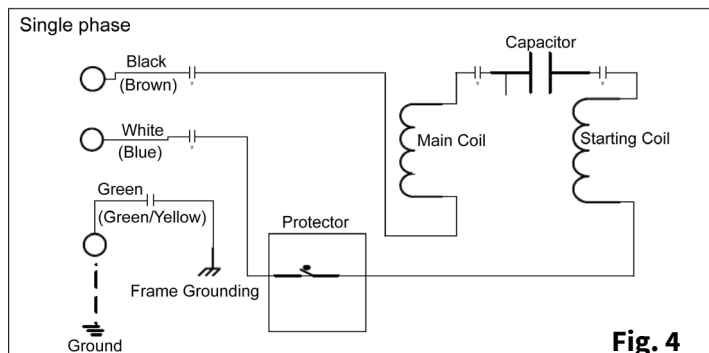 Single phase
Black
(Brown)
White
(Blue)
Green
(Green/Yellow)
Ground
Frame Grounding
Protector
Main Coil
Capacitor
Starting Coil
Fig. 4